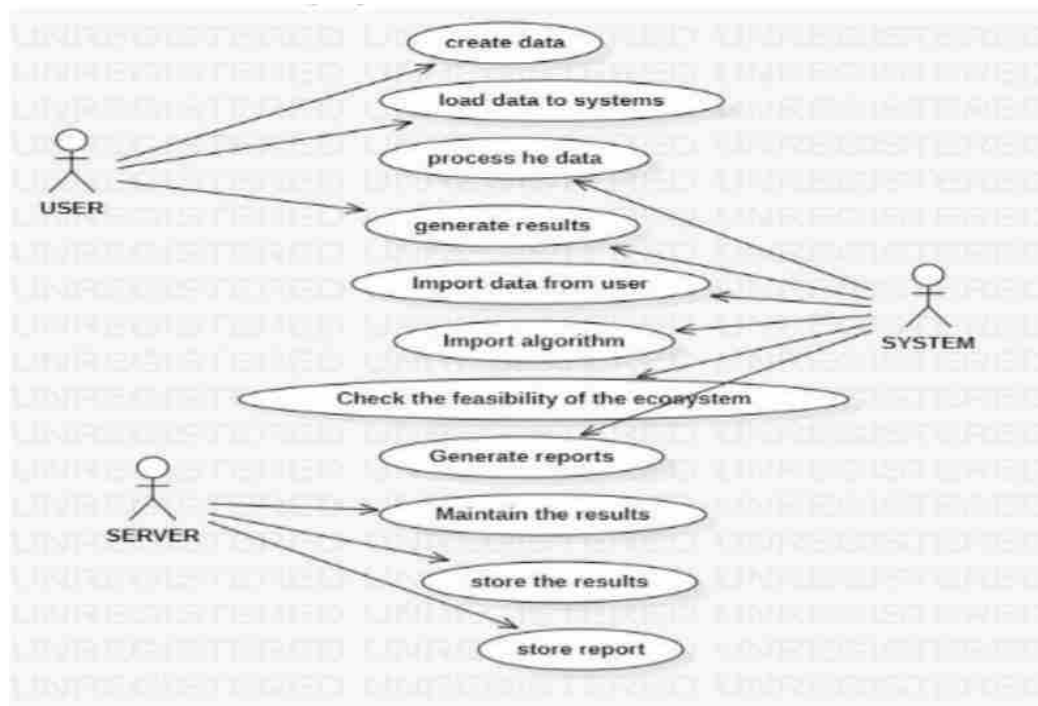 create data
load data to systems
process he data
USER
generate results
Import data from user
Import algorithm
SYSTEM
Check the feasibility of the ecosystem
Generate reports
Maintain the results
SERVER
store the results
store report